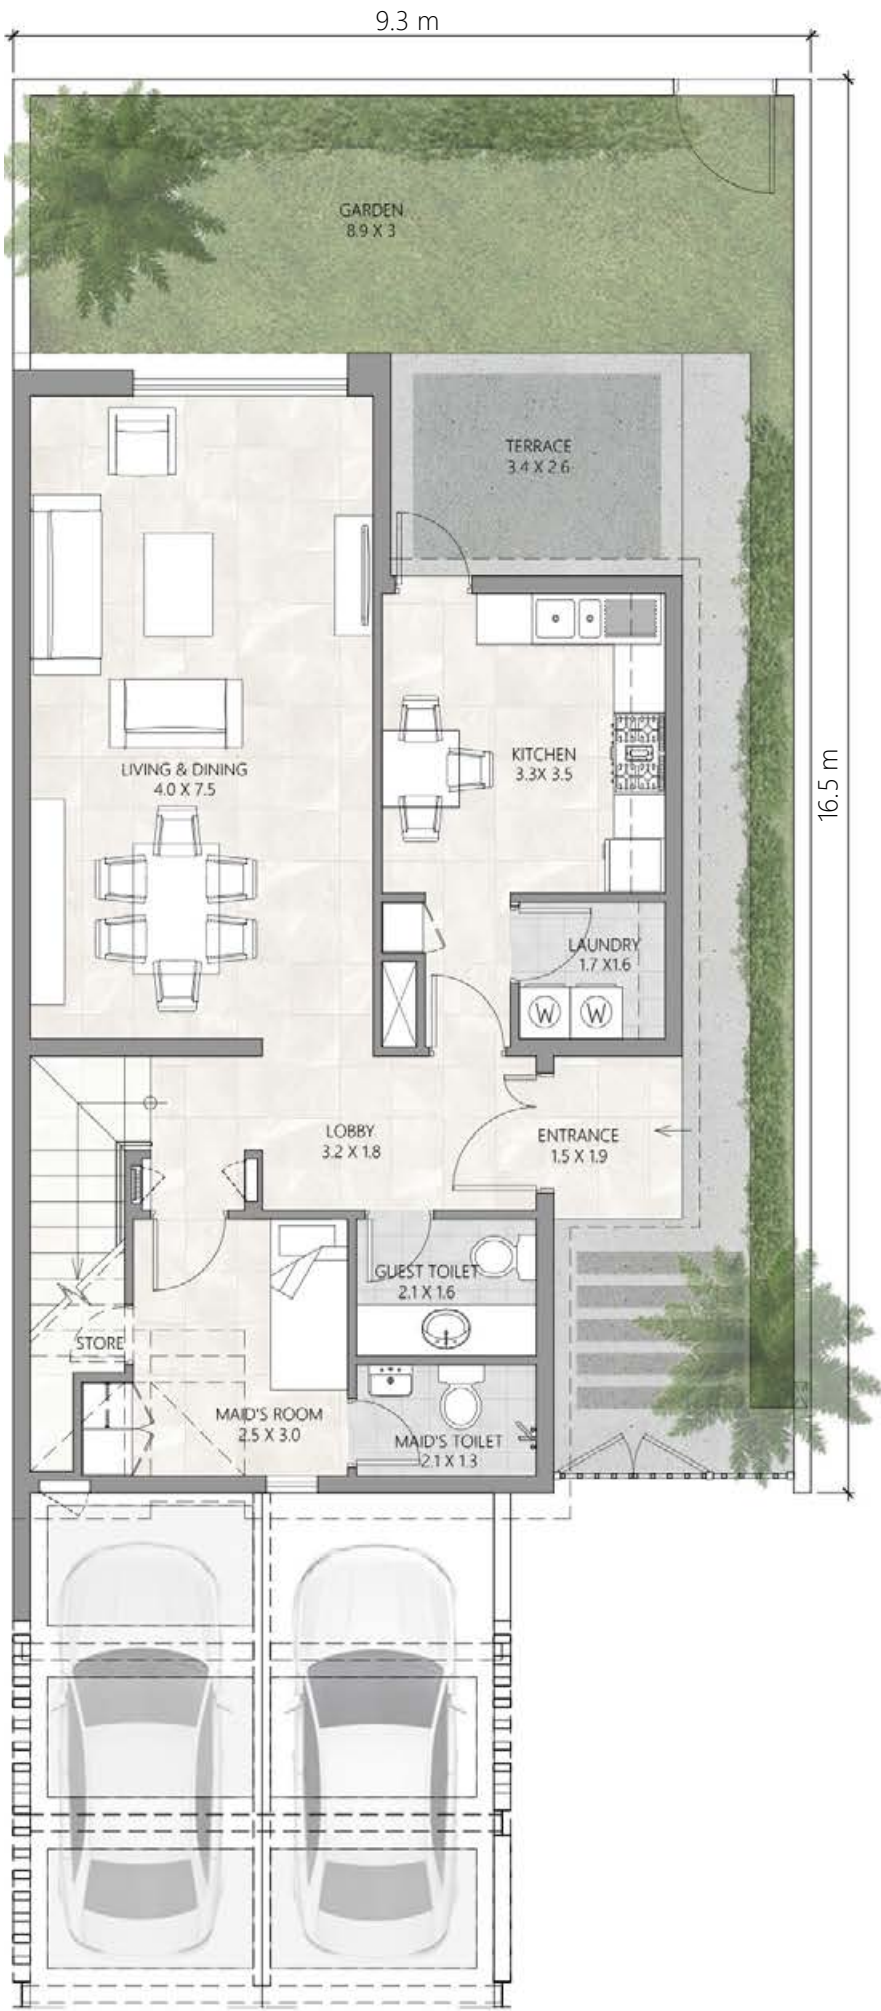 9.3 m
GARDEN
8.9 X 3
TERRACE
3.4 X 2.6
16.5 m
KITCHEN
3.3X 3.5
LIVING & DINING
4.0 X 7.5
LAUNDRY
1.7 X1.6
W W
LOBBY
3.2 X 1.8
ENTRANCE
1.5 X 1.9
GUEST TOILET
2.1 X 1.6
STORE
MAID'S ROOM
2.5 X 3.0
MAID'S TOILET
2.1 X 1.3